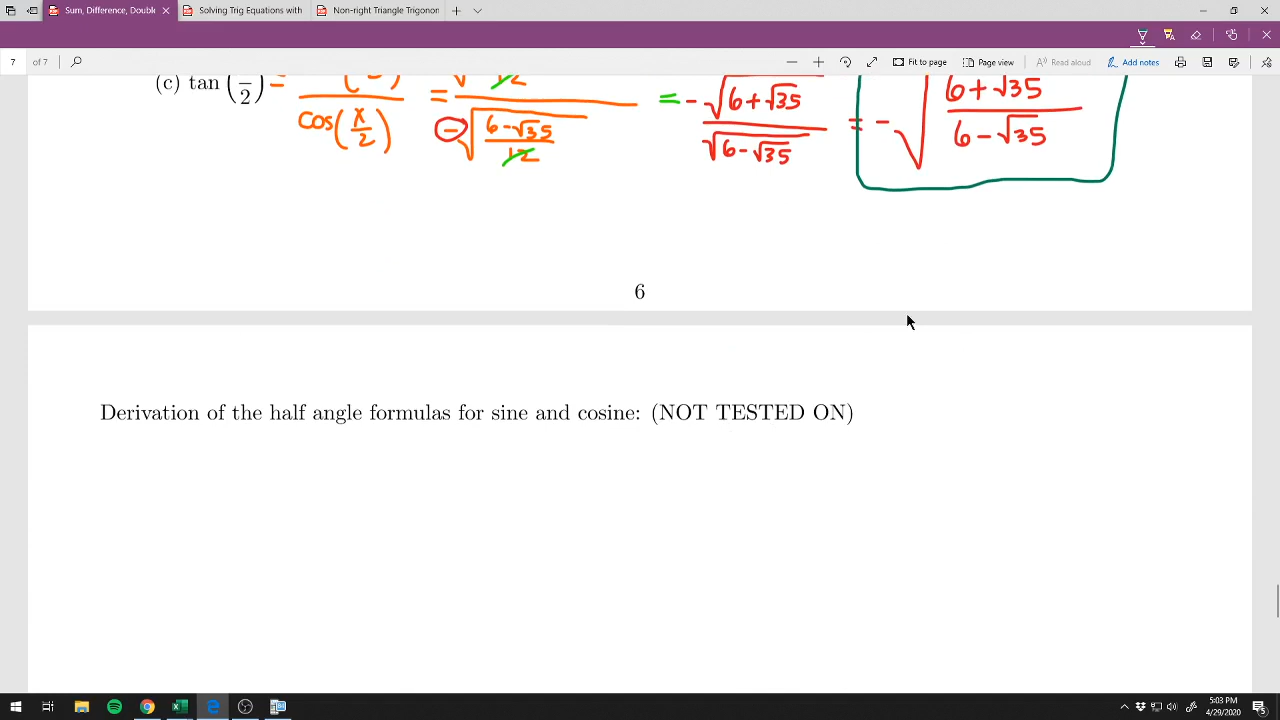 Sum, Difference, Doubl
Solving Trig Equations with
Non-right Triangle Trigonon
7 of 7
Fit to page
Page view
Read aloud
Add notes
(c) tan (x/2) =
cos(x/2)
= -√((6-√35)/12)
= -√(6+√35)/√(6-√35)
= -√((6+√35)/(6-√35))
6
Derivation of the half angle formulas for sine and cosine: (NOT TESTED ON)
5:03 PM
4/29/2020